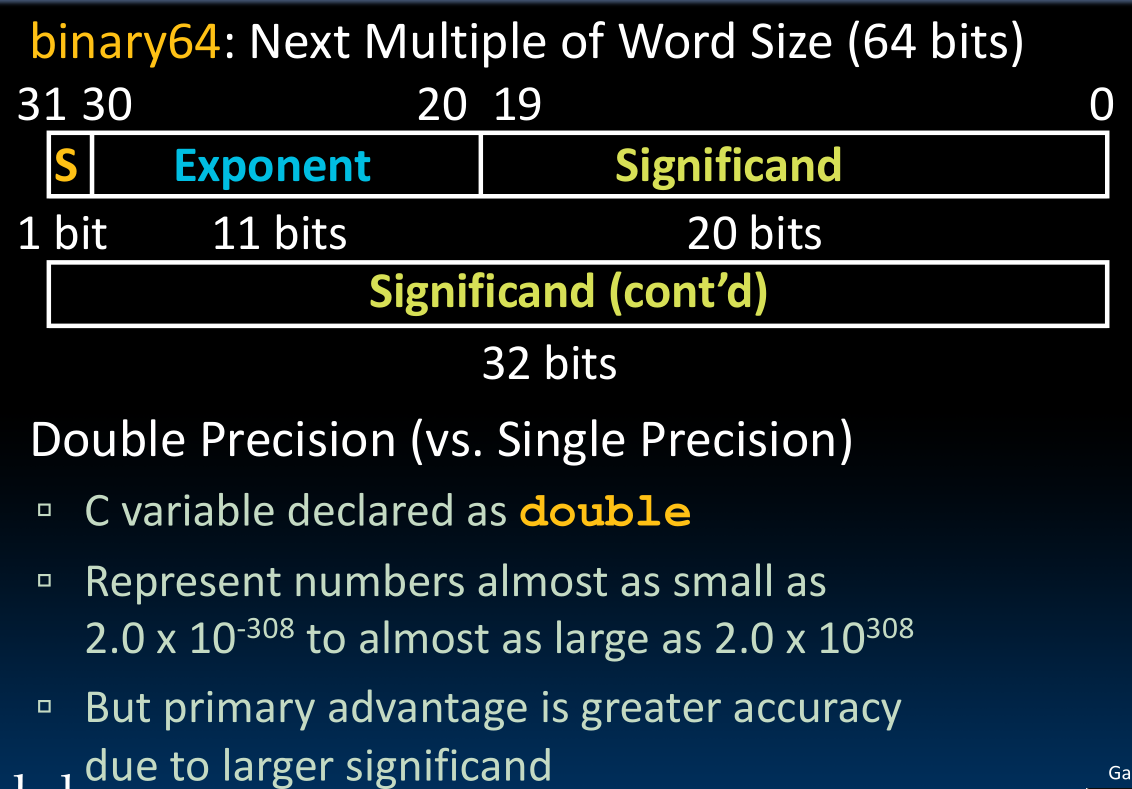 binary64: Next Multiple of Word Size (64 bits)
31 30 20 19 0
S Exponent Significand
1 bit 11 bits 20 bits
Significand (cont’d)
32 bits
Double Precision (vs. Single Precision)
▫ C variable declared as double
▫ Represent numbers almost as small as
2.0 x 10⁻³⁰⁸ to almost as large as 2.0 x 10³⁰⁸
▫ But primary advantage is greater accuracy
due to larger significand
Ga